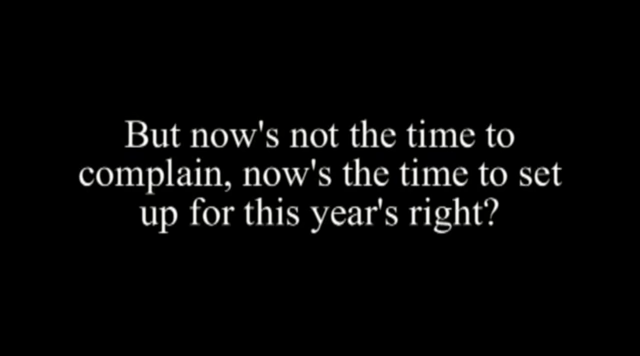 But now's not the time to
complain, now's the time to set
up for this year's right?